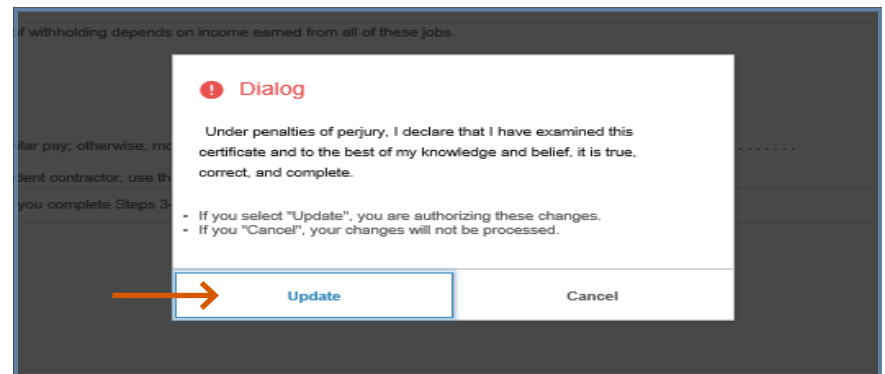 of withholding depends on income earned from all of these jobs.
Dialog
Under penalties of perjury, I declare that I have examined this
certificate and to the best of my knowledge and belief, it is true,
correct, and complete.
ilar pay; otherwise, mo
dent contractor, use th
you complete Steps 3-
- If you select "Update", you are authorizing these changes.
- If you "Cancel", your changes will not be processed.
Update
Cancel